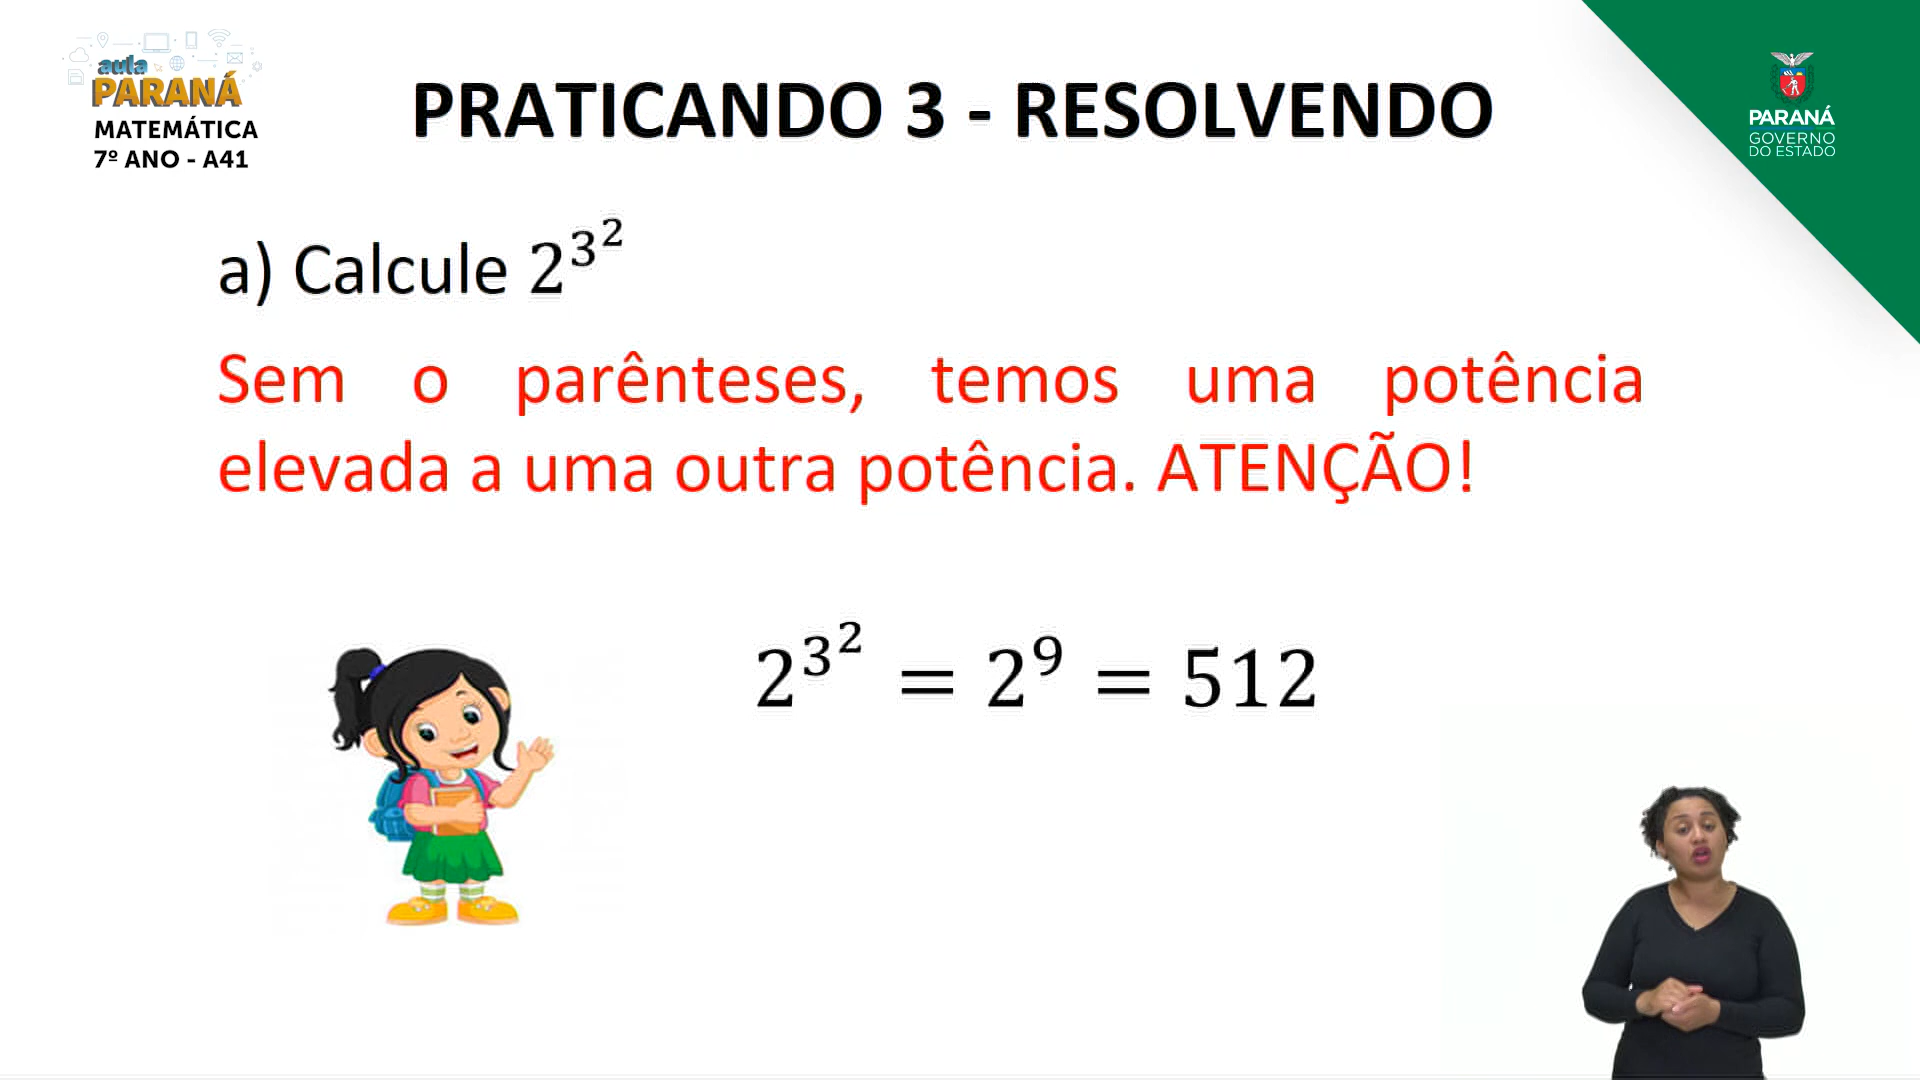 aula
PARANÁ
MATEMÁTICA
7º ANO - A41
PRATICANDO 3 - RESOLVENDO
PARANÁ
GOVERNO
DO ESTADO
a) Calcule 2^{3^{2}}
Sem o parênteses, temos uma potência
elevada a uma outra potência. ATENÇÃO!
2^{3^{2}} = 2^{9} = 512